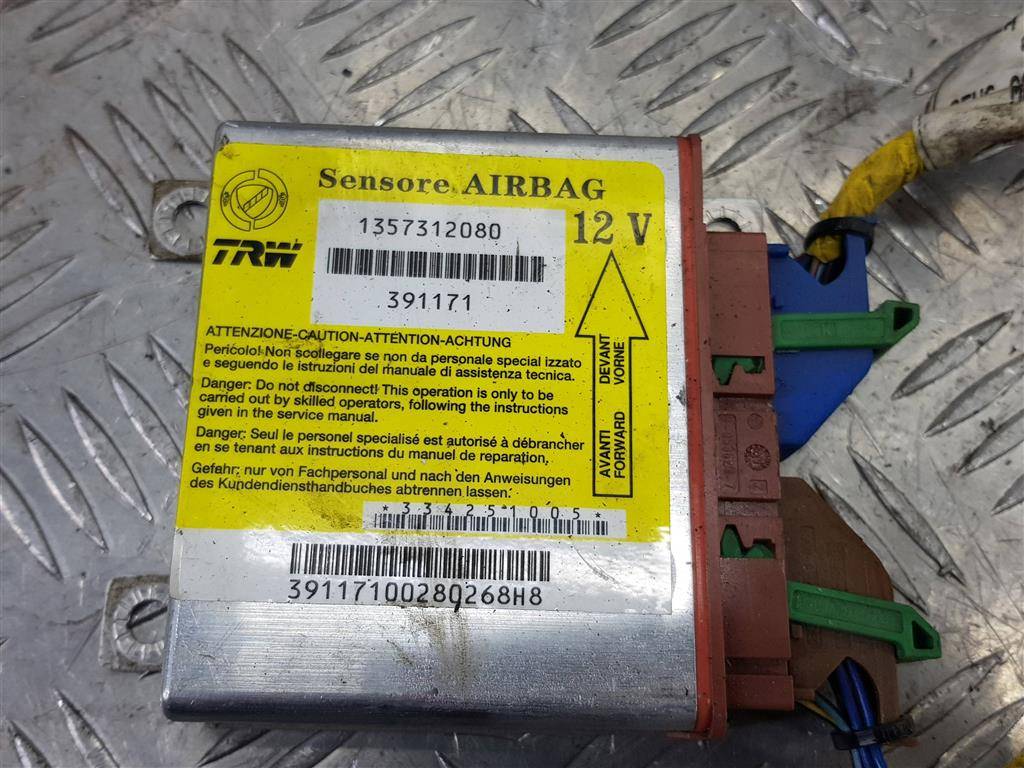 Sensore AIRBAG
TRW
1357312080
12 V
391171
ATTENZIONE-CAUTION-ATTENTION-ACHTUNG
Pericolo! Non scollegare se non da personale special izzato
e seguendo le istruzioni del manuale di assistenza tecnica.
Danger: Do not disconnect! This operation is only to be
carried out by skilled operators, following the instructions
given in the service manual.
Danger: Seul le personel specialisé est autorisé à débrancher
en se tenant aux instructions du manuel de reparation.
Gefahr: nur von Fachpersonal und nach den Anweisungen
des Kundendiensthandbuches abtrennen lassen.
AVANTI DEVANT
FORWARD VORNE
*334251005*
39117100280268H8